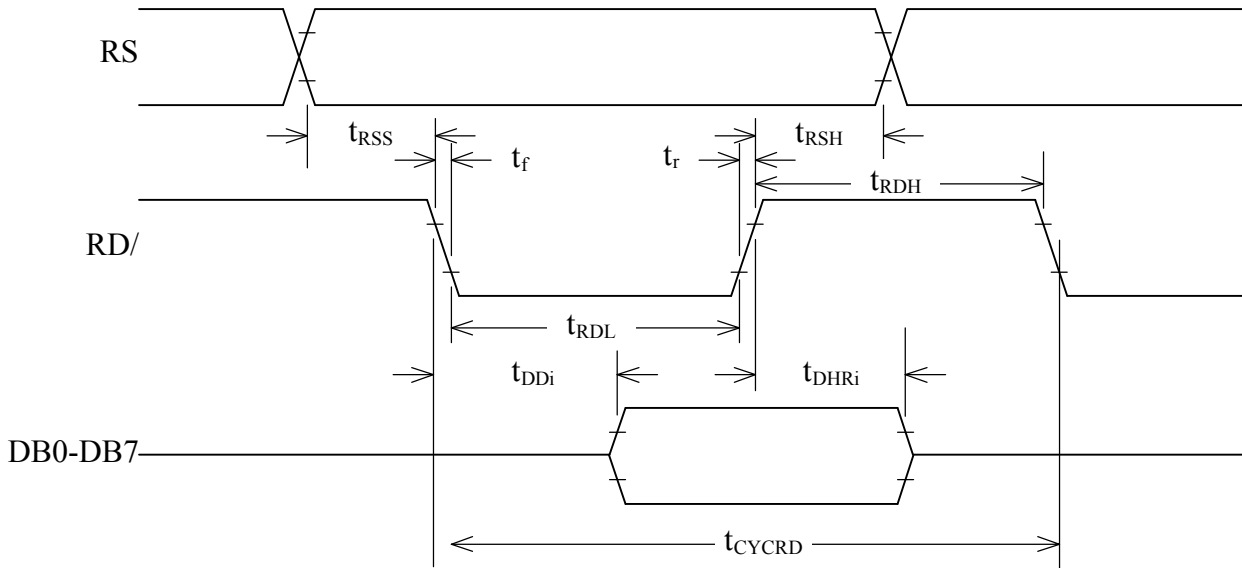 RS
tRSS
tRSH
tf
tr
tRDH
RD/
tRDL
tDDi
tDHRi
DB0-DB7
tCYCRD